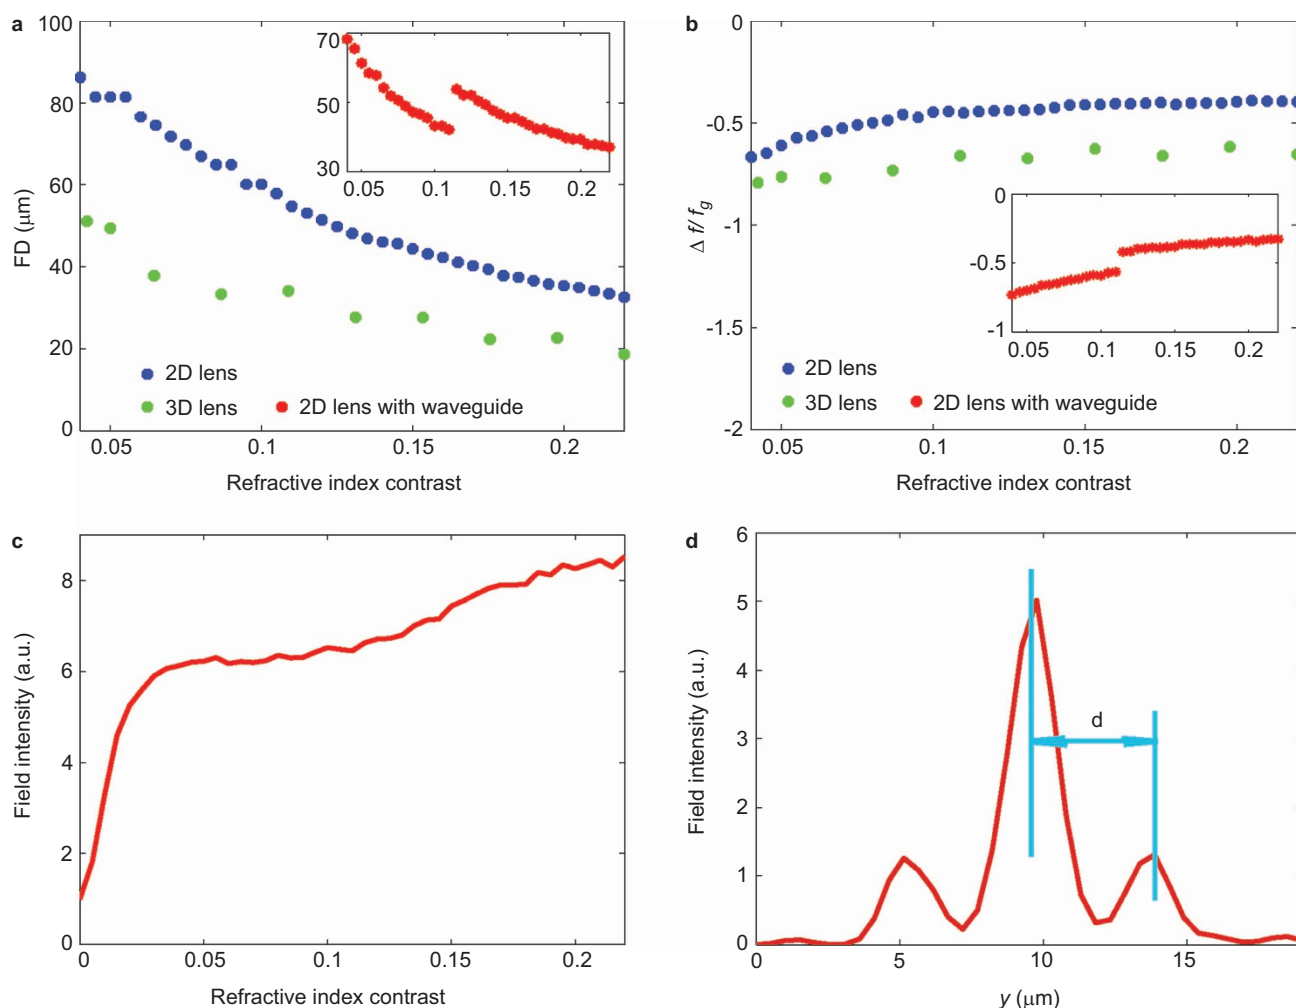 a
100
80
60
40
20
0
FD (μm)
70
50
30
0.05
0.1
0.15
0.2
2D lens
3D lens
2D lens with waveguide
0.05
0.1
0.15
0.2
Refractive index contrast
b
0
-0.5
-1
-1.5
-2
Δ f/ fg
0
-0.5
-1
0.05
0.1
0.15
0.2
2D lens
3D lens
2D lens with waveguide
0.05
0.1
0.15
0.2
Refractive index contrast
c
8
6
4
2
0
Field intensity (a.u.)
0
0.05
0.1
0.15
0.2
Refractive index contrast
d
6
5
4
3
2
1
0
Field intensity (a.u.)
d
0
5
10
15
y (μm)